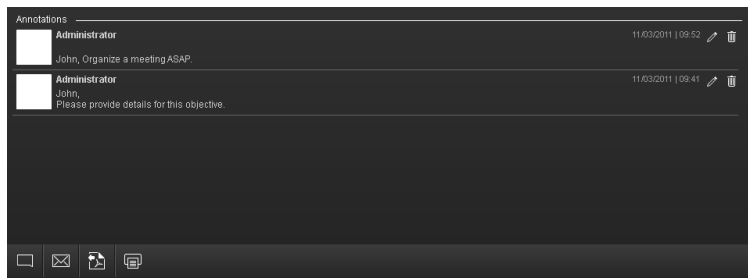 Annotations
Administrator 11/03/2011 | 09:52
John, Organize a meeting ASAP.
Administrator 11/03/2011 | 09:41
John,
Please provide details for this objective.